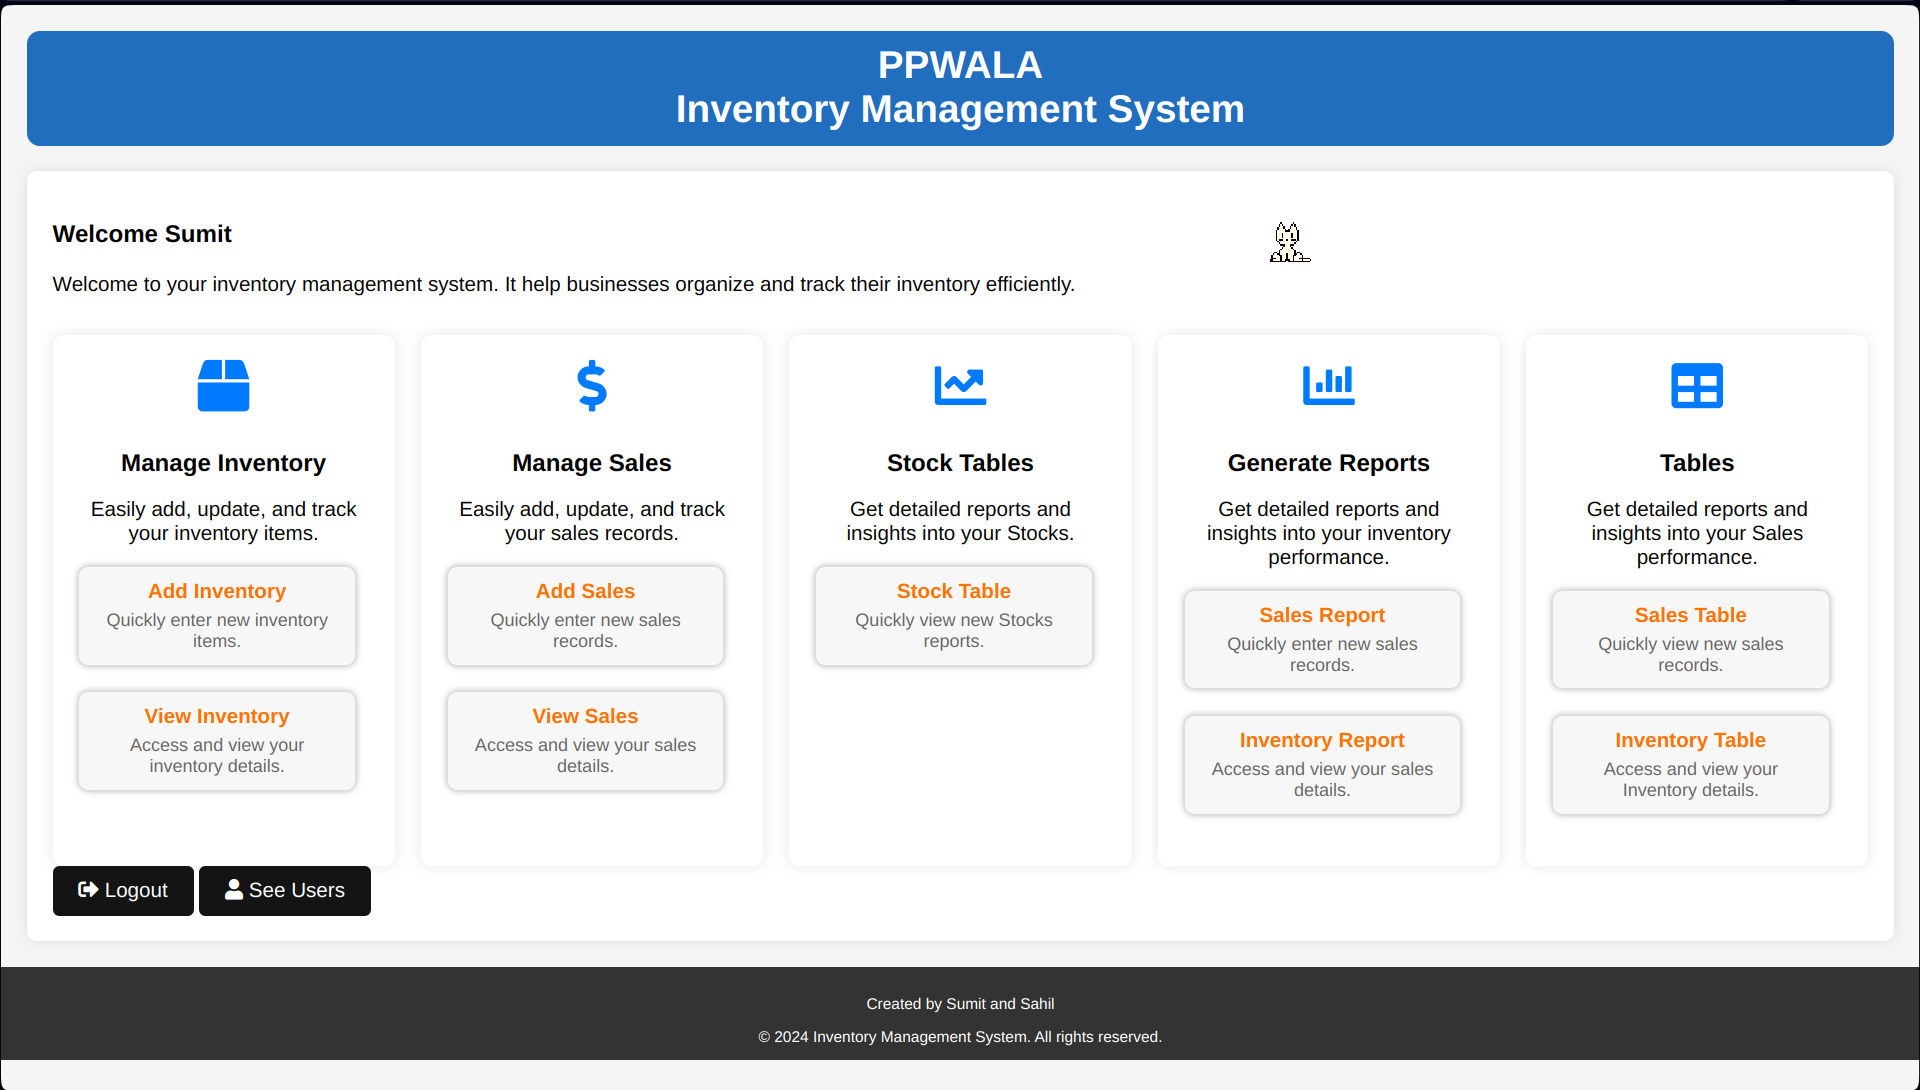 PPWALA
Inventory Management System
Welcome Sumit
Welcome to your inventory management system. It help businesses organize and track their inventory efficiently.
Manage Inventory
Easily add, update, and track
your inventory items.
Add Inventory
Quickly enter new inventory
items.
View Inventory
Access and view your
inventory details.
Manage Sales
Easily add, update, and track
your sales records.
Add Sales
Quickly enter new sales
records.
View Sales
Access and view your sales
details.
Stock Tables
Get detailed reports and
insights into your Stocks.
Stock Table
Quickly view new Stocks
reports.
Generate Reports
Get detailed reports and
insights into your inventory
performance.
Sales Report
Quickly enter new sales
records.
Inventory Report
Access and view your sales
details.
Tables
Get detailed reports and
insights into your Sales
performance.
Sales Table
Quickly view new sales
records.
Inventory Table
Access and view your
Inventory details.
Logout
See Users
Created by Sumit and Sahil
© 2024 Inventory Management System. All rights reserved.